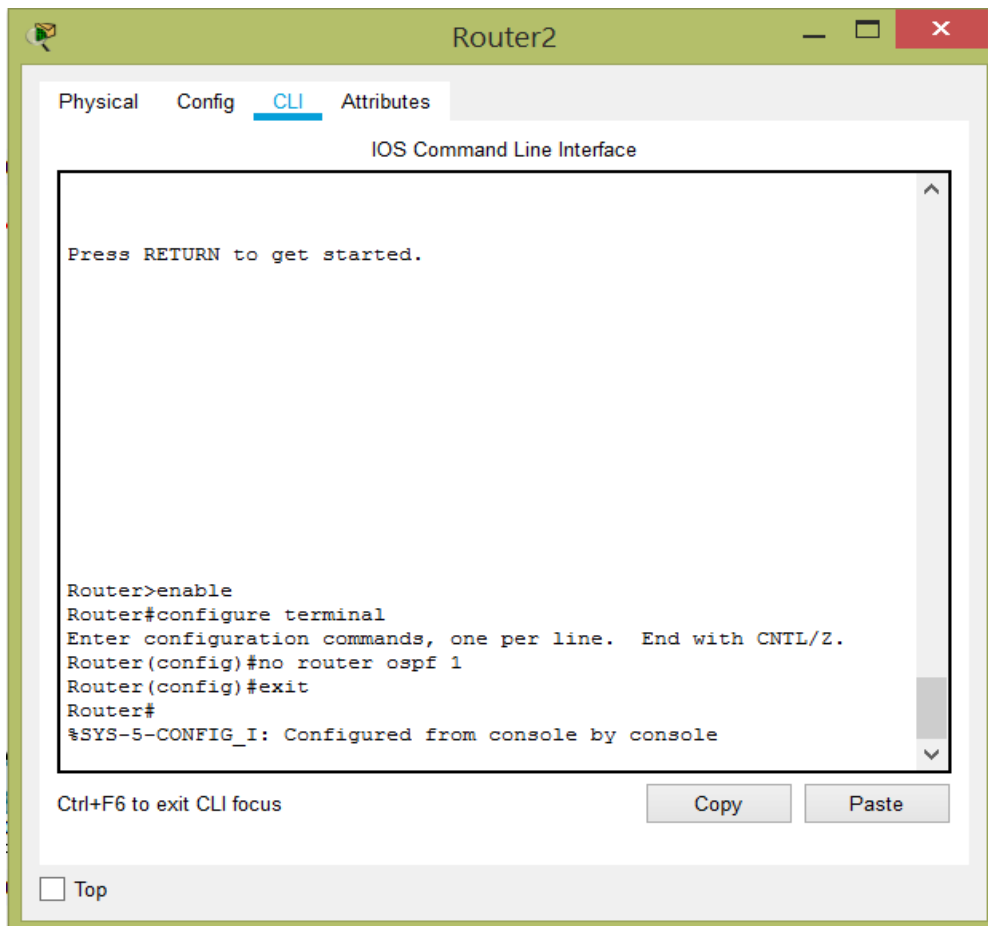 Router2
Physical Config CLI Attributes
IOS Command Line Interface
Press RETURN to get started.
Router>enable
Router#configure terminal
Enter configuration commands, one per line.  End with CNTL/Z.
Router(config)#no router ospf 1
Router(config)#exit
Router#
%SYS-5-CONFIG_I: Configured from console by console
Ctrl+F6 to exit CLI focus
Copy Paste
Top